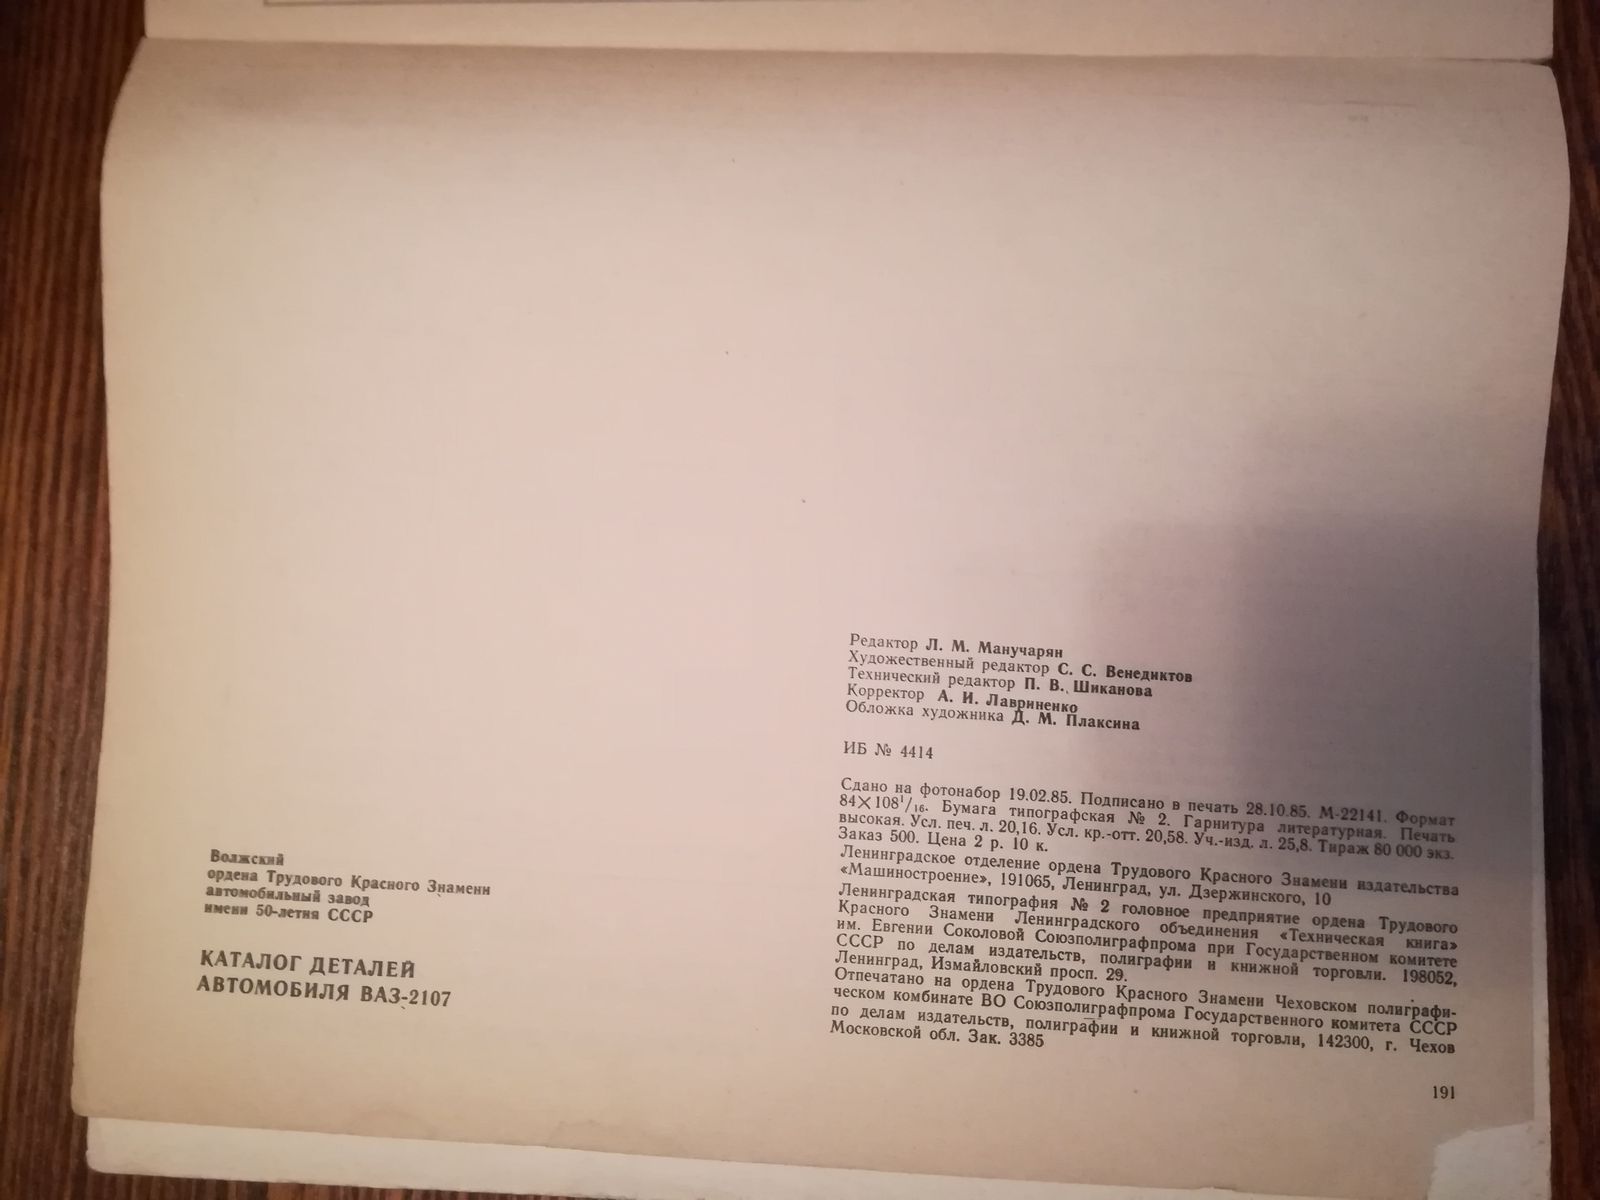 Волжский
ордена Трудового Красного Знамени
автомобильный завод
имени 50-летия СССР
КАТАЛОГ ДЕТАЛЕЙ
АВТОМОБИЛЯ ВАЗ-2107
Редактор Л. М. Манучарян
Художественный редактор С. С. Венедиктов
Технический редактор П. В. Шиканова
Корректор А. И. Лавриненко
Обложка художника Д. М. Плаксина
ИБ № 4414
Сдано на фотонабор 19.02.85. Подписано в печать 28.10.85. М-22141. Формат
84×108¹/₁₆. Бумага типографская № 2. Гарнитура литературная. Печать
высокая. Усл. печ. л. 20,16. Усл. кр.-отт. 20,58. Уч.-изд. л. 25,8. Тираж 80 000 экз.
Заказ 500. Цена 2 р. 10 к.
Ленинградское отделение ордена Трудового Красного Знамени издательства
«Машиностроение», 191065, Ленинград, ул. Дзержинского, 10
Ленинградская типография № 2 головное предприятие ордена Трудового
Красного Знамени Ленинградского объединения «Техническая книга»
им. Евгении Соколовой Союзполиграфпрома при Государственном комитете
СССР по делам издательств, полиграфии и книжной торговли. 198052,
Ленинград, Измайловский просп. 29.
Отпечатано на ордена Трудового Красного Знамени Чеховском полиграфи-
ческом комбинате ВО Союзполиграфпрома Государственного комитета СССР
по делам издательств, полиграфии и книжной торговли, 142300, г. Чехов
Московской обл. Зак. 3385
191